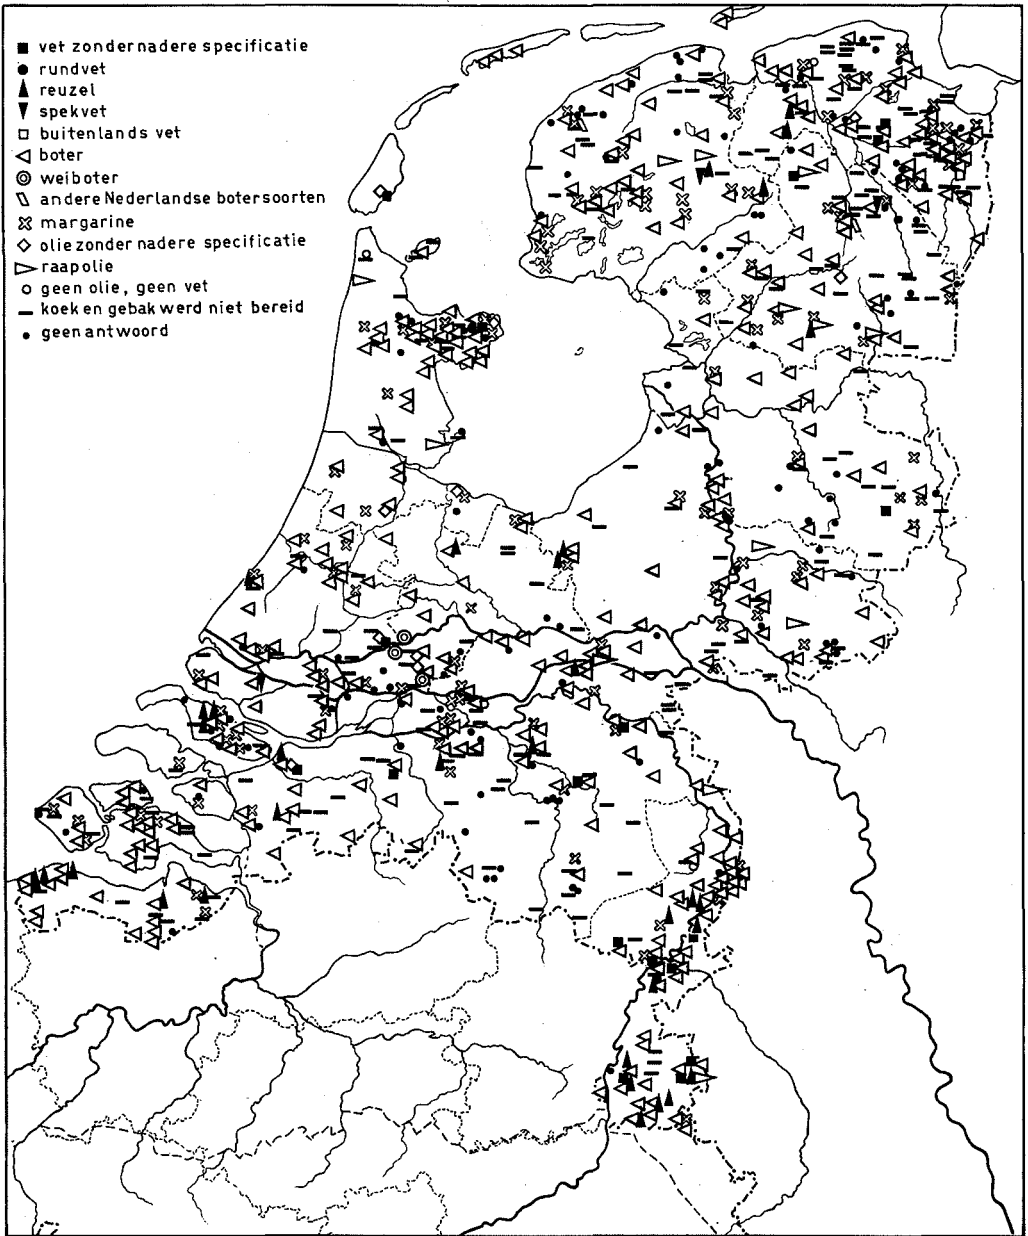 vet zonder nadere specificatie
rundvet
reuzel
spekvet
buitenlands vet
boter
weiboter
andere Nederlandse botersoorten
margarine
olie zonder nadere specificatie
raapolie
geen olie, geen vet
koek en gebak werd niet bereid
geen antwoord